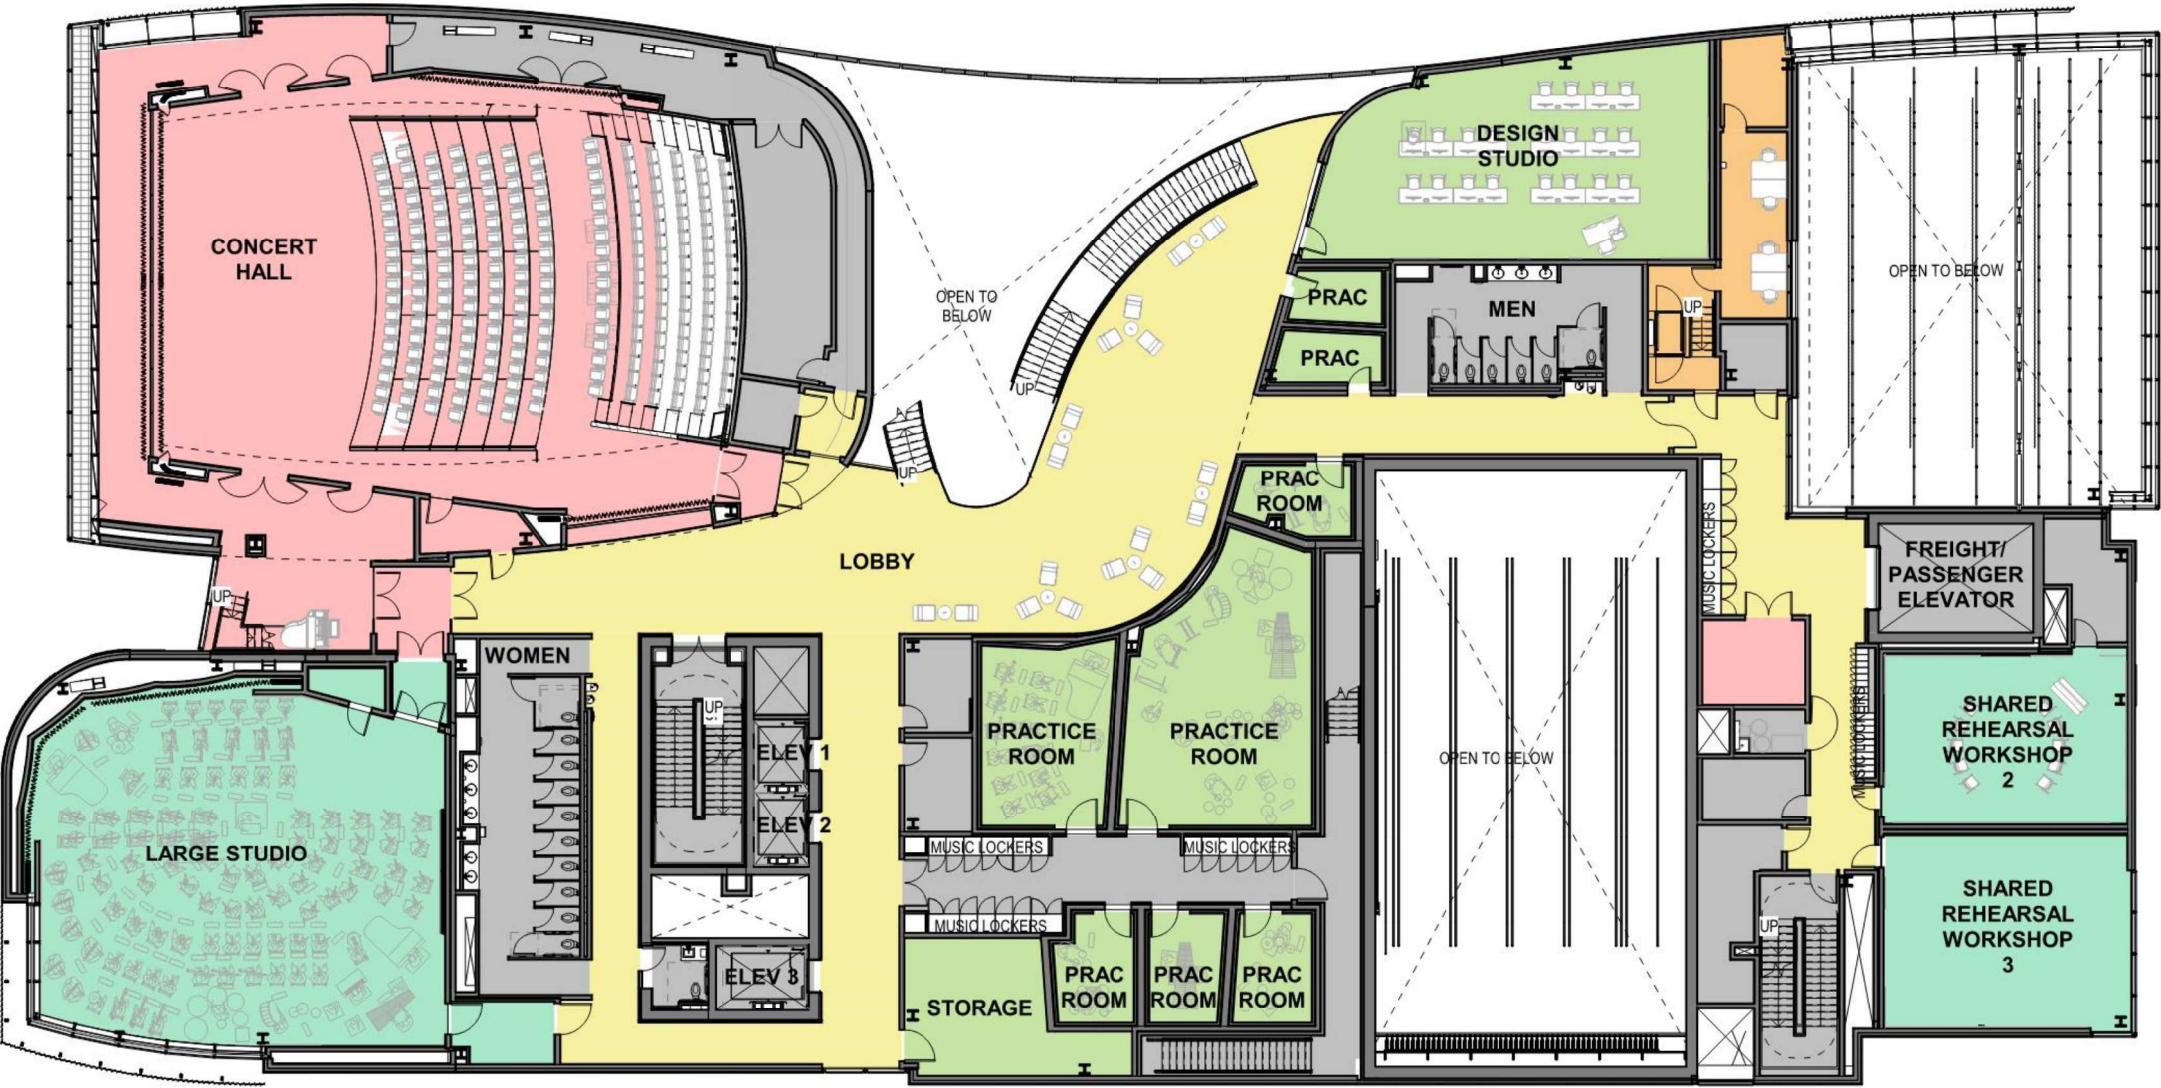 CONCERT
HALL
DESIGN
STUDIO
OPEN TO BELOW
OPEN TO
BELOW
PRAC
MEN
UP
PRAC
UP
UP
PRAC
ROOM
MUSIC LOCKERS
LOBBY
FREIGHT/
PASSENGER
ELEVATOR
UP
WOMEN
UP
PRACTICE
ROOM
PRACTICE
ROOM
ELEV 1
ELEV 2
OPEN TO BELOW
MUSIC LOCKERS
SHARED
REHEARSAL
WORKSHOP
2
LARGE STUDIO
MUSIC LOCKERS
MUSIC LOCKERS
MUSIC LOCKERS
SHARED
REHEARSAL
WORKSHOP
3
UP
ELEV 3
STORAGE
PRAC
ROOM
PRAC
ROOM
PRAC
ROOM